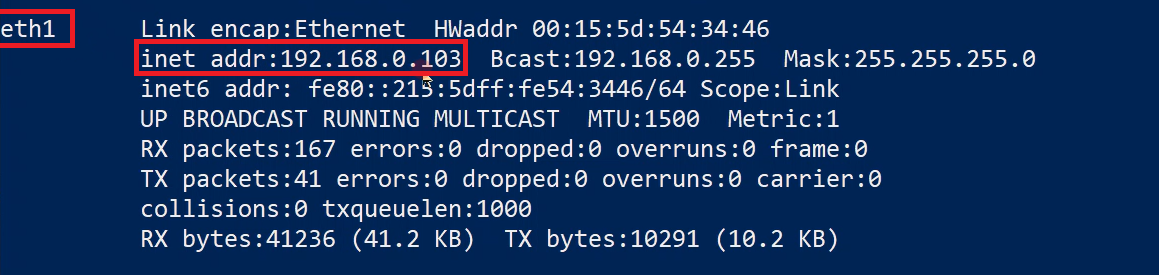 eth1 Link encap:Ethernet HWaddr 00:15:5d:54:34:46
inet addr:192.168.0.103 Bcast:192.168.0.255 Mask:255.255.255.0
inet6 addr: fe80::215:5dff:fe54:3446/64 Scope:Link
UP BROADCAST RUNNING MULTICAST MTU:1500 Metric:1
RX packets:167 errors:0 dropped:0 overruns:0 frame:0
TX packets:41 errors:0 dropped:0 overruns:0 carrier:0
collisions:0 txqueuelen:1000
RX bytes:41236 (41.2 KB) TX bytes:10291 (10.2 KB)